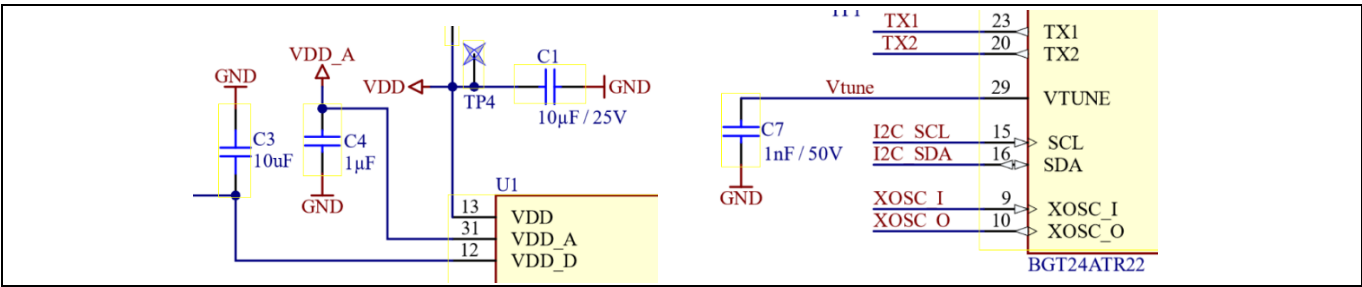 VDD_A
GND
VDD
TP4
C1
GND
10µF / 25V
C3
10uF
C4
1µF
GND
U1
13 VDD
31 VDD_A
12 VDD_D
TX1 23 TX1
TX2 20 TX2
Vtune 29 VTUNE
C7
1nF / 50V
GND
I2C_SCL 15 SCL
I2C_SDA 16 SDA
XOSC_I 9 XOSC_I
XOSC_O 10 XOSC_O
BGT24ATR22